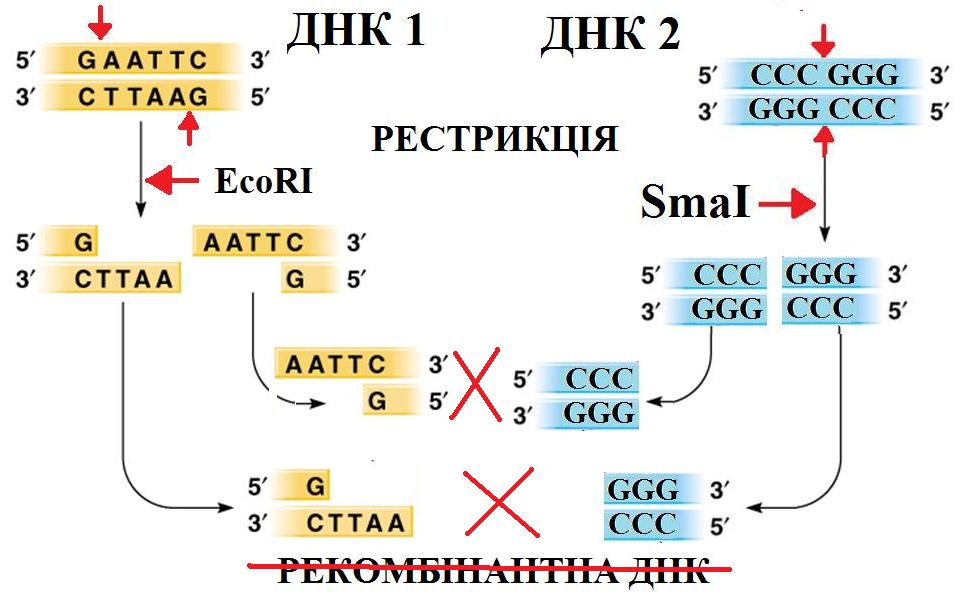 ДНК 1
ДНК 2
5′ GAATTC 3′
3′ CTTAAG 5′
5′ CCC GGG 3′
3′ GGG CCC 5′
РЕСТРИКЦІЯ
EcoRI
SmaI
5′ G AATTC 3′
3′ CTTAA G 5′
5′ CCC GGG 3′
3′ GGG CCC 5′
AATTC 3′
G 5′
5′ CCC
3′ GGG
5′ G
3′ CTTAA
GGG 3′
CCC 5′
РЕКОМБІНАНТНА ДНК